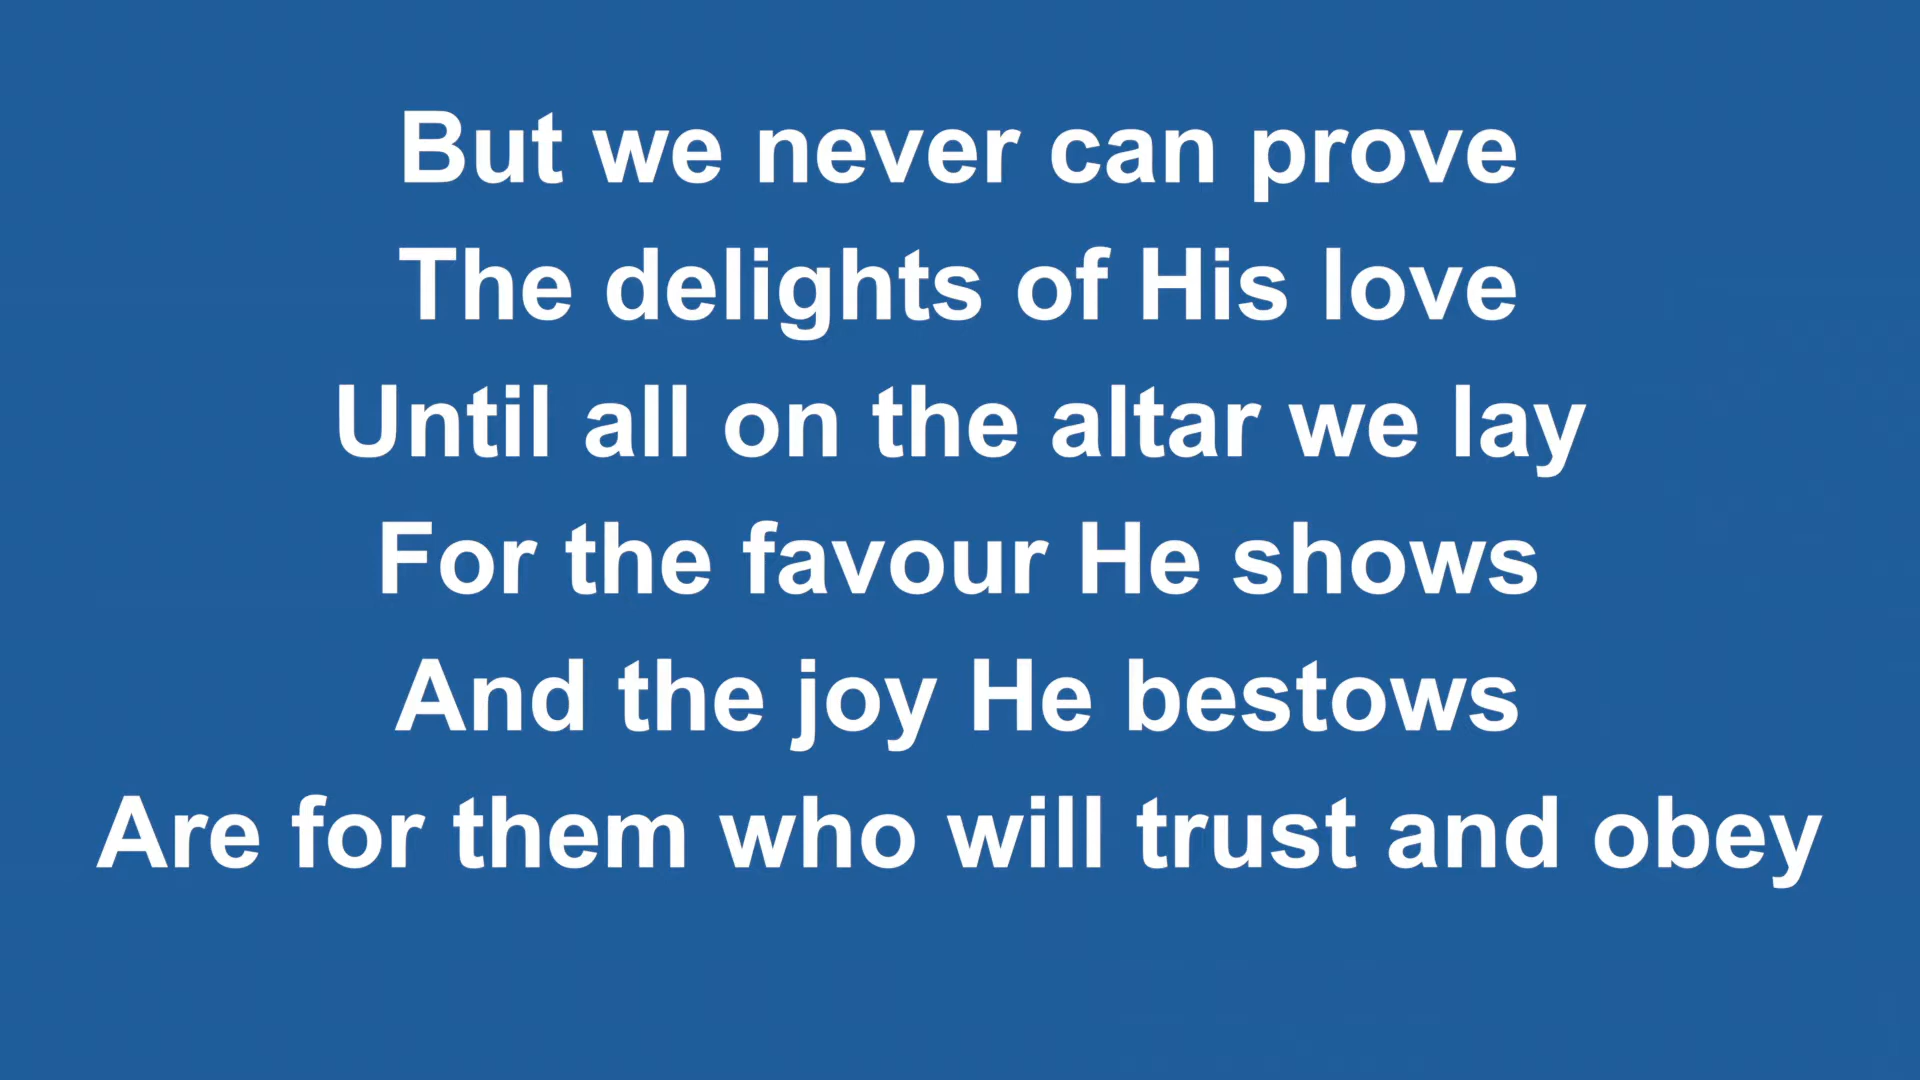 But we never can prove
The delights of His love
Until all on the altar we lay
For the favour He shows
And the joy He bestows
Are for them who will trust and obey